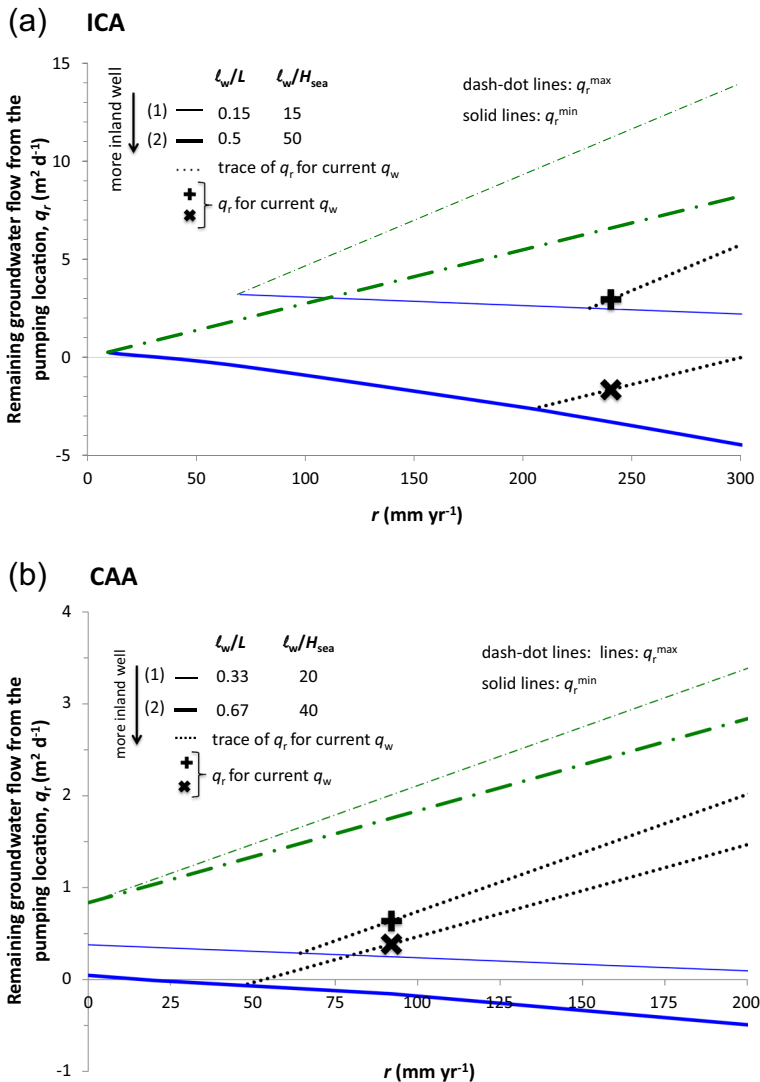 (a) ICA
Remaining groundwater flow from the
pumping location, qr (m² d⁻¹)
15
10
5
0
-5
more inland well
ℓw/L ℓw/Hsea
(1) 0.15 15
(2) 0.5 50
trace of qr for current qw
qr for current qw
dash-dot lines: qrmax
solid lines: qrmin
0 50 100 150 200 250 300
r (mm yr⁻¹)
(b) CAA
Remaining groundwater flow from the
pumping location, qr (m² d⁻¹)
4
3
2
1
0
-1
more inland well
ℓw/L ℓw/Hsea
(1) 0.33 20
(2) 0.67 40
trace of qr for current qw
qr for current qw
dash-dot lines: lines: qrmax
solid lines: qrmin
0 25 50 75 100 125 150 175 200
r (mm yr⁻¹)